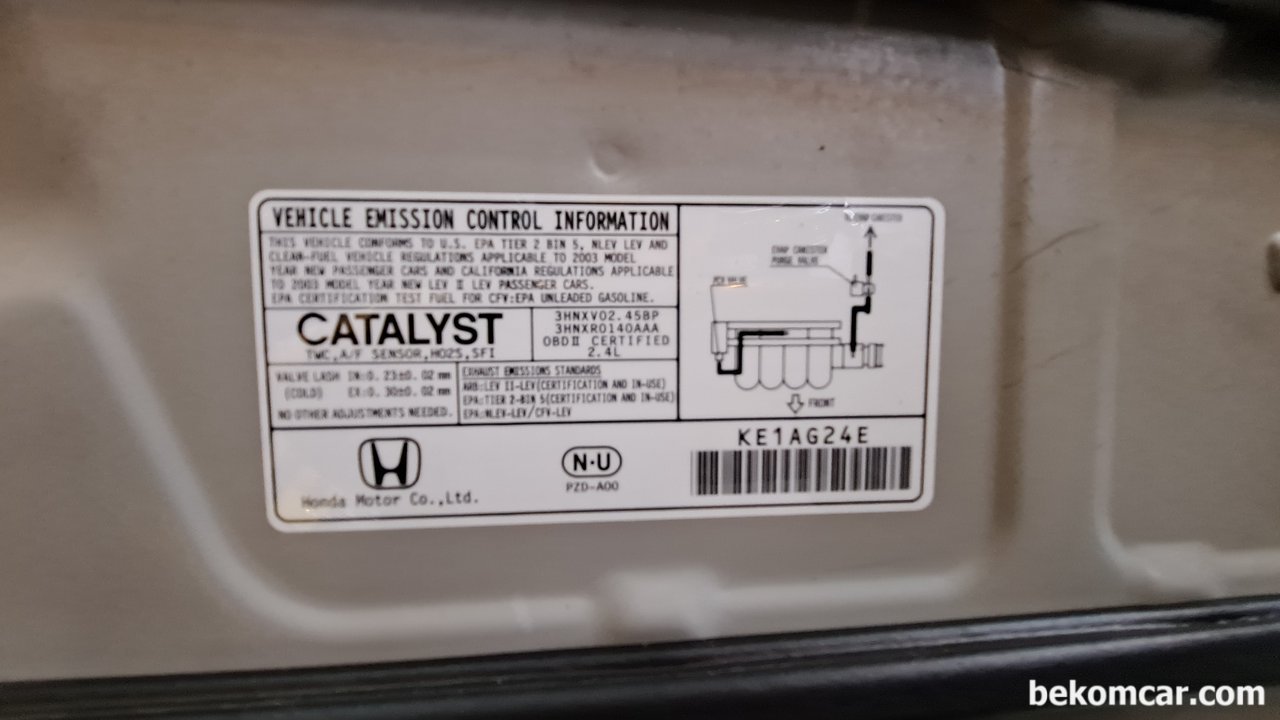 VEHICLE EMISSION CONTROL INFORMATION
THIS VEHICLE CONFORMS TO U.S. EPA TIER 2 BIN 5, NLEV LEV AND
CLEAN-FUEL VEHICLE REGULATIONS APPLICABLE TO 2003 MODEL
YEAR NEW PASSENGER CARS AND CALIFORNIA REGULATIONS APPLICABLE
TO 2003 MODEL YEAR NEW LEV II LEV PASSENGER CARS.
EPA CERTIFICATION TEST FUEL FOR CFV:EPA UNLEADED GASOLINE.
CATALYST
TWC,A/F SENSOR,HO2S,SFI
3HNXV02.45BP
3HNXR0140AAA
OBDII CERTIFIED
2.4L
VALVE LASH IN:0.23±0.02 mm
(COLD) EX:0.30±0.02 mm
NO OTHER ADJUSTMENTS NEEDED.
EXHAUST EMISSIONS STANDARDS
ARB:LEV II-LEV(CERTIFICATION AND IN-USE)
EPA:TIER 2-BIN 5(CERTIFICATION AND IN-USE)
EPA:NLEV-LEV/CFV-LEV
TO EVAP CANISTER
EVAP CANISTER
PURGE VALVE
PCV VALVE
FRONT
Honda Motor Co.,Ltd.
N·U
PZD-A00
KE1AG24E
bekomcar.com